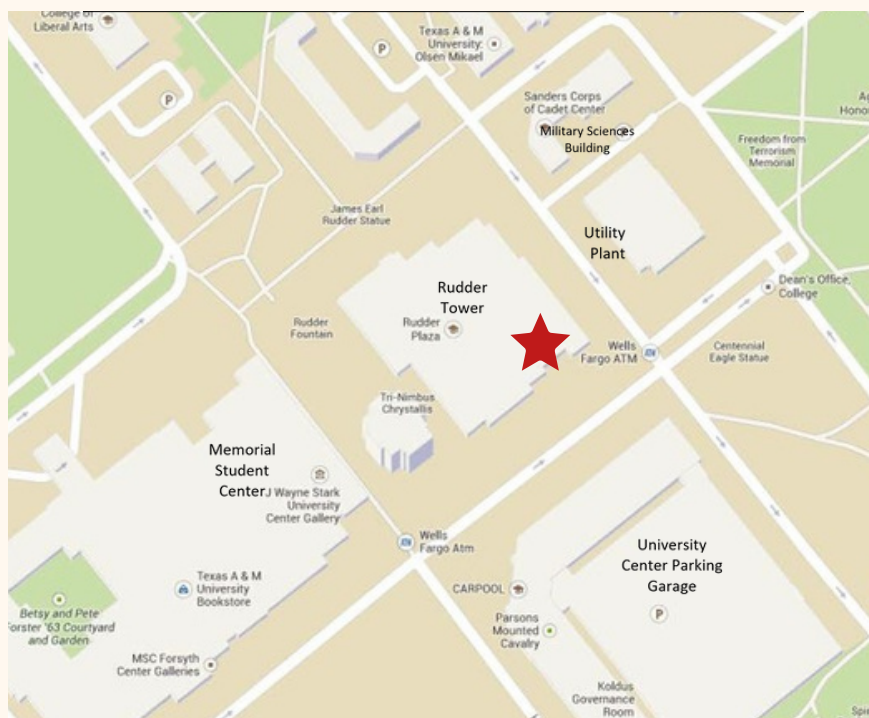 College of
Liberal Arts
P
P
Texas A & M
University:
Olsen Mikael
Sanders Corps
of Cadet Center
Military Sciences
Building
Freedom from
Terrorism
Memorial
Honor
James Earl
Rudder Statue
Utility
Plant
Dean's Office,
College
Rudder
Tower
Rudder
Plaza
Rudder
Fountain
Wells
Fargo ATM
Centennial
Eagle Statue
Tri-Nimbus
Chrystallis
Memorial
Student
Center
J Wayne Stark
University
Center Gallery
Wells
Fargo Atm
University
Center Parking
Garage
P
Texas A & M
University
Bookstore
CARPOOL
Parsons
Mounted
Cavalry
Betsy and Pete
Forster '63 Courtyard
and Garden
MSC Forsyth
Center Galleries
Koldus
Governance
Room